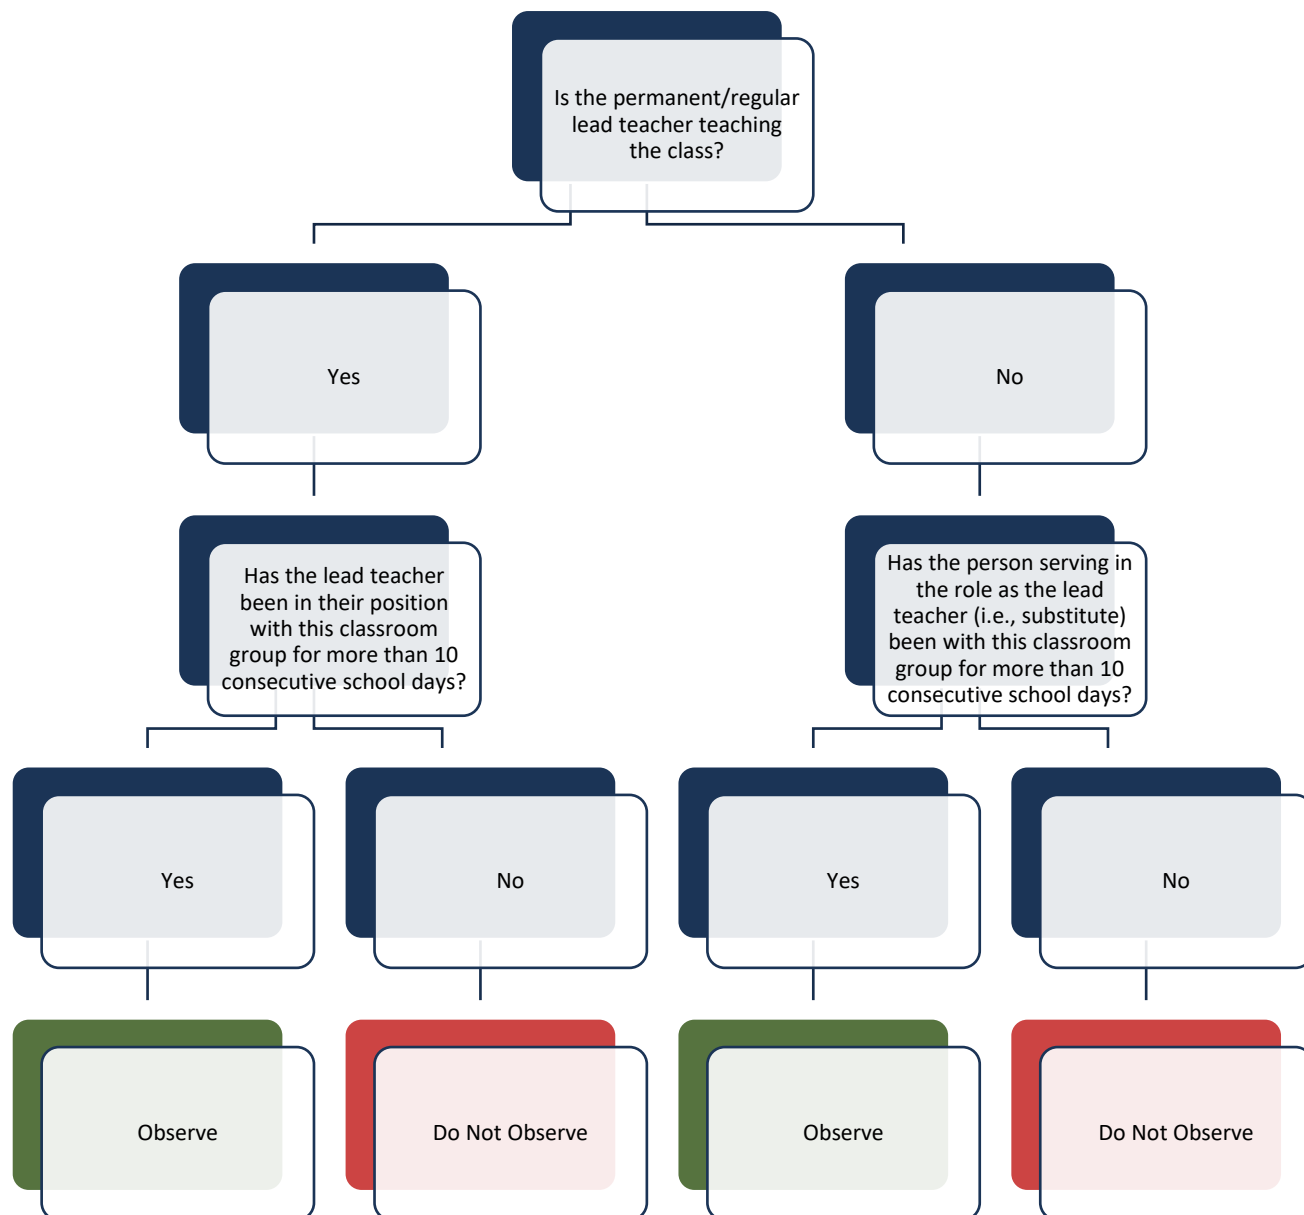 Is the permanent/regular
lead teacher teaching
the class?
Yes
No
Has the lead teacher
been in their position
with this classroom
group for more than 10
consecutive school days?
Has the person serving in
the role as the lead
teacher (i.e., substitute)
been with this classroom
group for more than 10
consecutive school days?
Yes
No
Yes
No
Observe
Do Not Observe
Observe
Do Not Observe